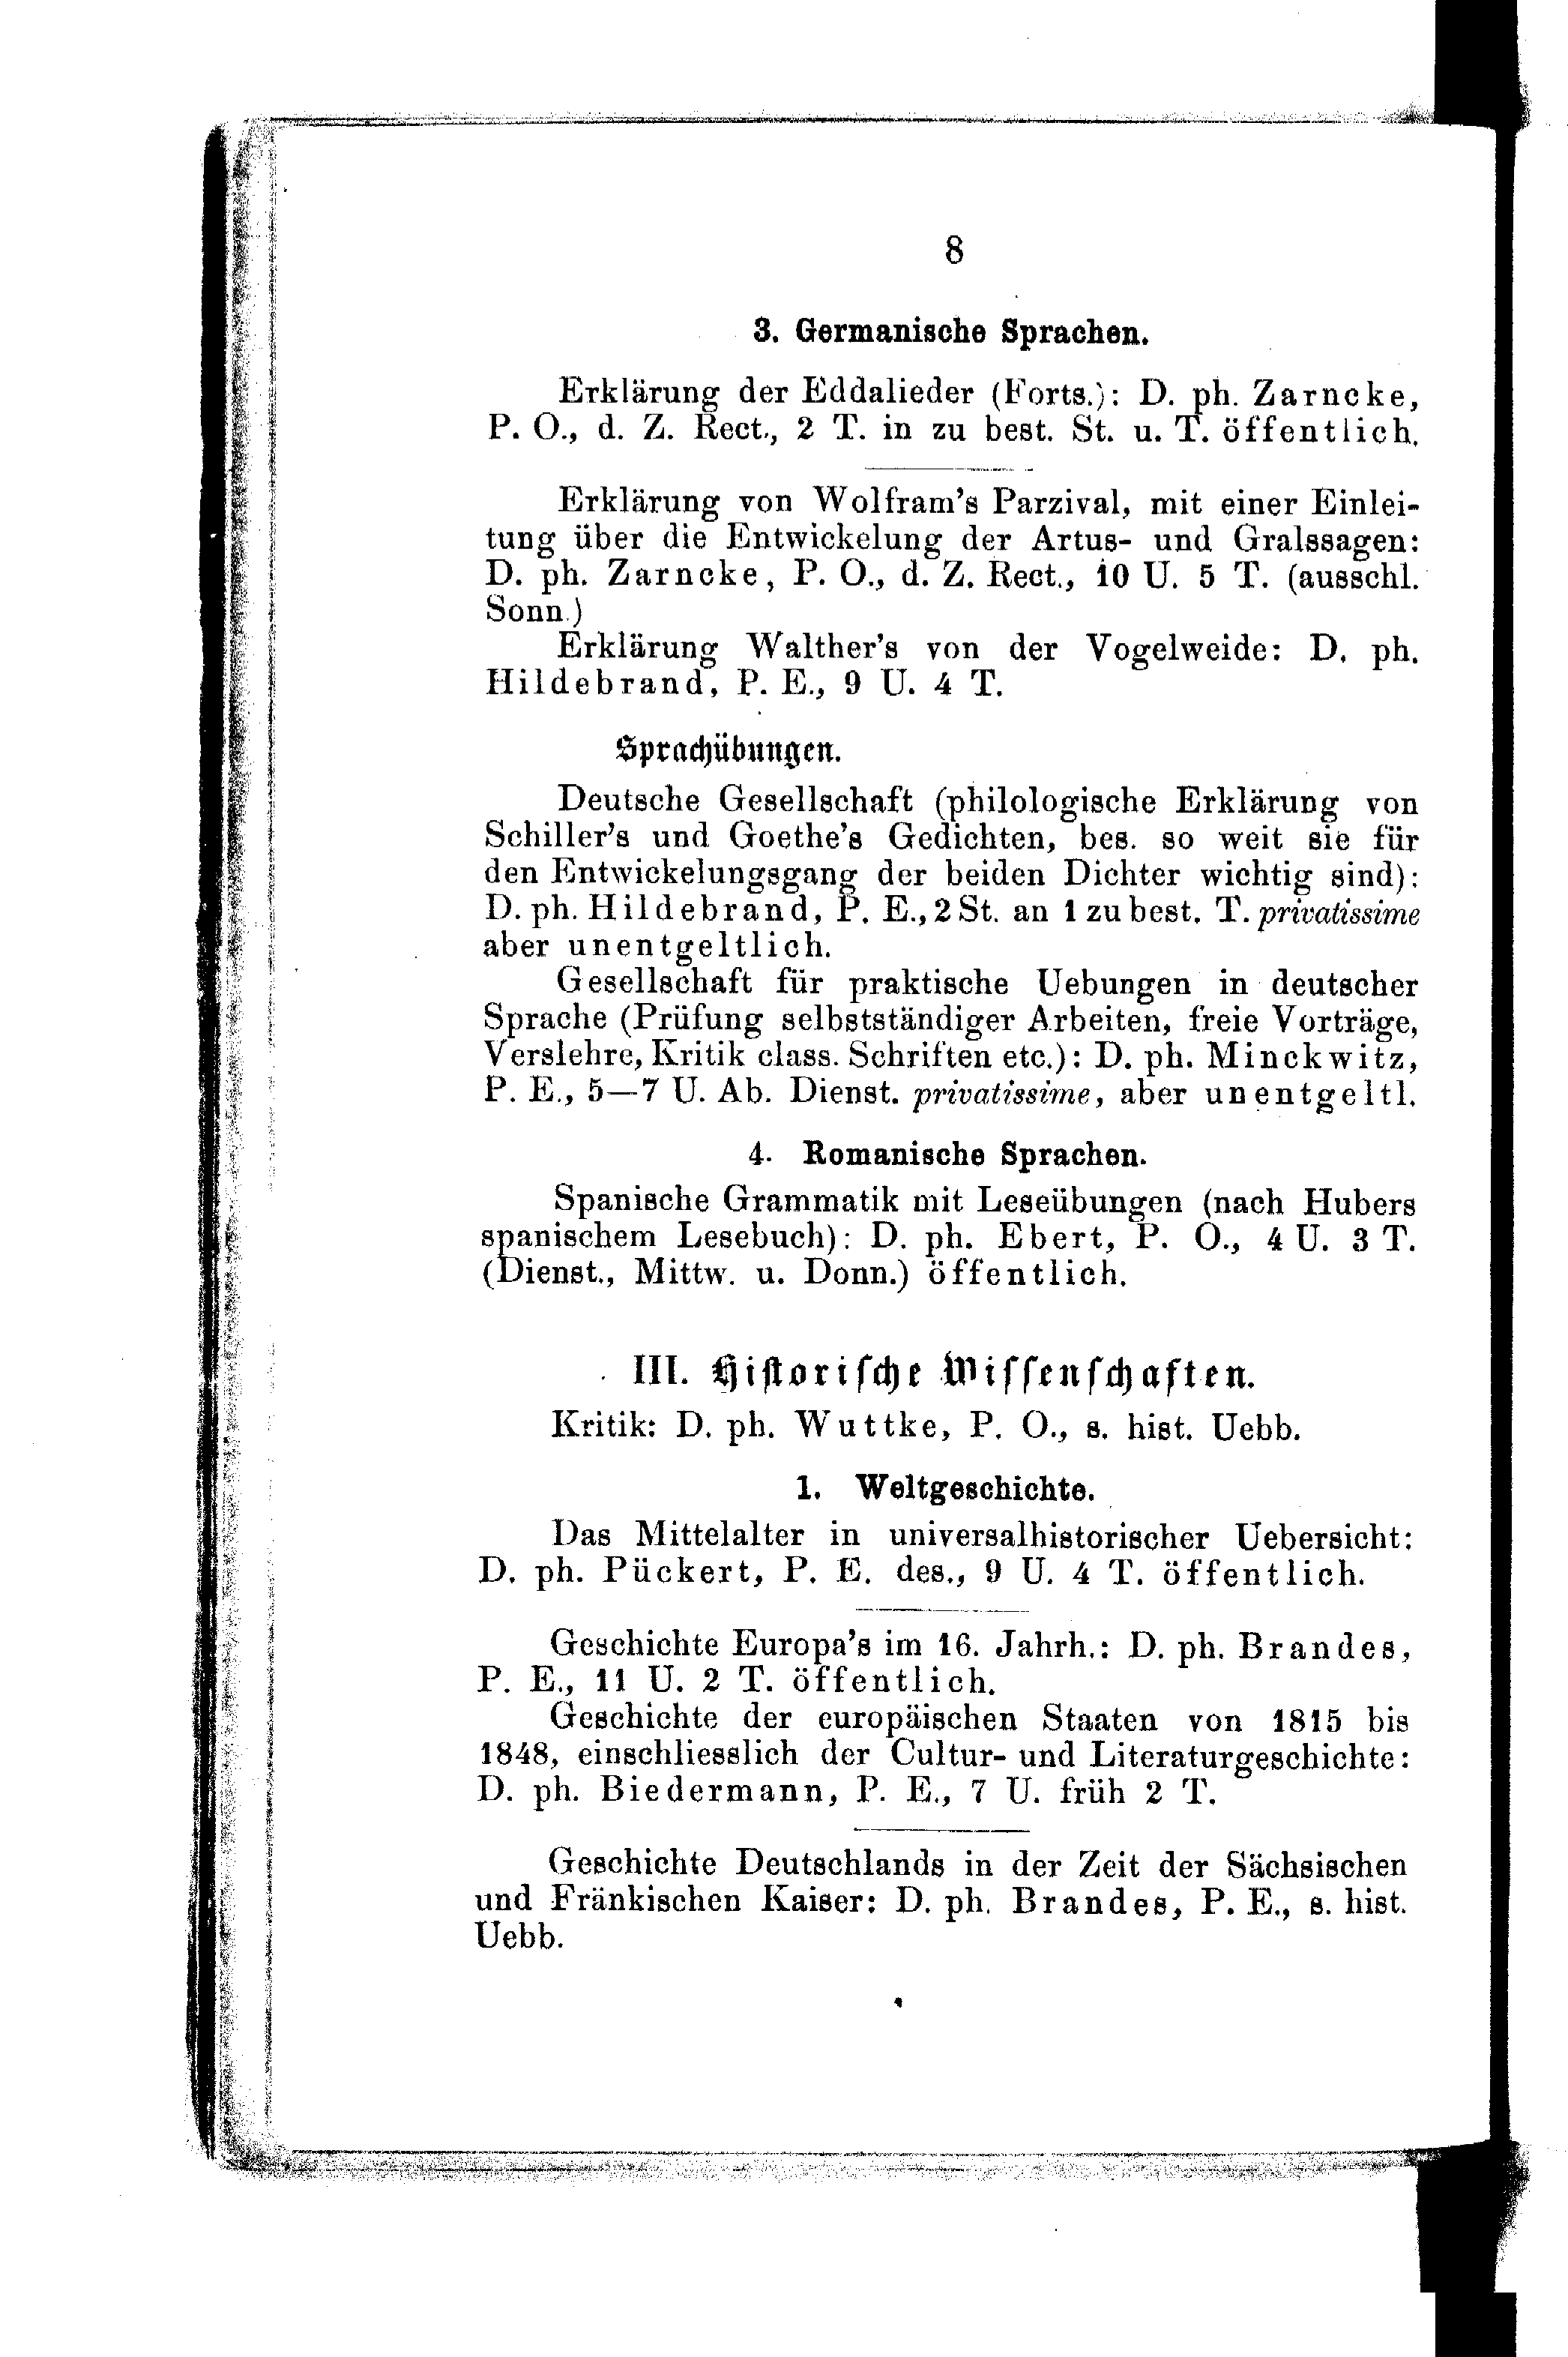 8
3. Germanische Sprachen.
Erklärung der Eddalieder (Forts.): D. ph. Zarncke,
P. O., d. Z. Rect., 2 T. in zu best. St. u. T. öffentlich.
Erklärung von Wolfram's Parzival, mit einer Einlei-
tung über die Entwickelung der Artus- und Gralssagen:
D. ph. Zarncke, P. O., d. Z. Rect., 10 U. 5 T. (ausschl.
Sonn.)
Erklärung Walther's von der Vogelweide: D. ph.
Hildebrand, P. E., 9 U. 4 T.
Sprachübungen.
Deutsche Gesellschaft (philologische Erklärung von
Schiller's und Goethe's Gedichten, bes. so weit sie für
den Entwickelungsgang der beiden Dichter wichtig sind):
D. ph. Hildebrand, P. E., 2 St. an 1 zu best. T. privatissime
aber unentgeltlich.
Gesellschaft für praktische Uebungen in deutscher
Sprache (Prüfung selbstständiger Arbeiten, freie Vorträge,
Verslehre, Kritik class. Schriften etc.): D. ph. Minckwitz,
P. E., 5—7 U. Ab. Dienst. privatissime, aber unentgeltl.
4. Romanische Sprachen.
Spanische Grammatik mit Leseübungen (nach Hubers
spanischem Lesebuch): D. ph. Ebert, P. O., 4 U. 3 T.
(Dienst., Mittw. u. Donn.) öffentlich.
III. Hiſtoriſche Wiſſenſchaften.
Kritik: D. ph. Wuttke, P. O., s. hist. Uebb.
1. Weltgeschichte.
Das Mittelalter in universalhistorischer Uebersicht:
D. ph. Pückert, P. E. des., 9 U. 4 T. öffentlich.
Geschichte Europa's im 16. Jahrh.: D. ph. Brandes,
P. E., 11 U. 2 T. öffentlich.
Geschichte der europäischen Staaten von 1815 bis
1848, einschliesslich der Cultur- und Literaturgeschichte:
D. ph. Biedermann, P. E., 7 U. früh 2 T.
Geschichte Deutschlands in der Zeit der Sächsischen
und Fränkischen Kaiser: D. ph. Brandes, P. E., s. hist.
Uebb.